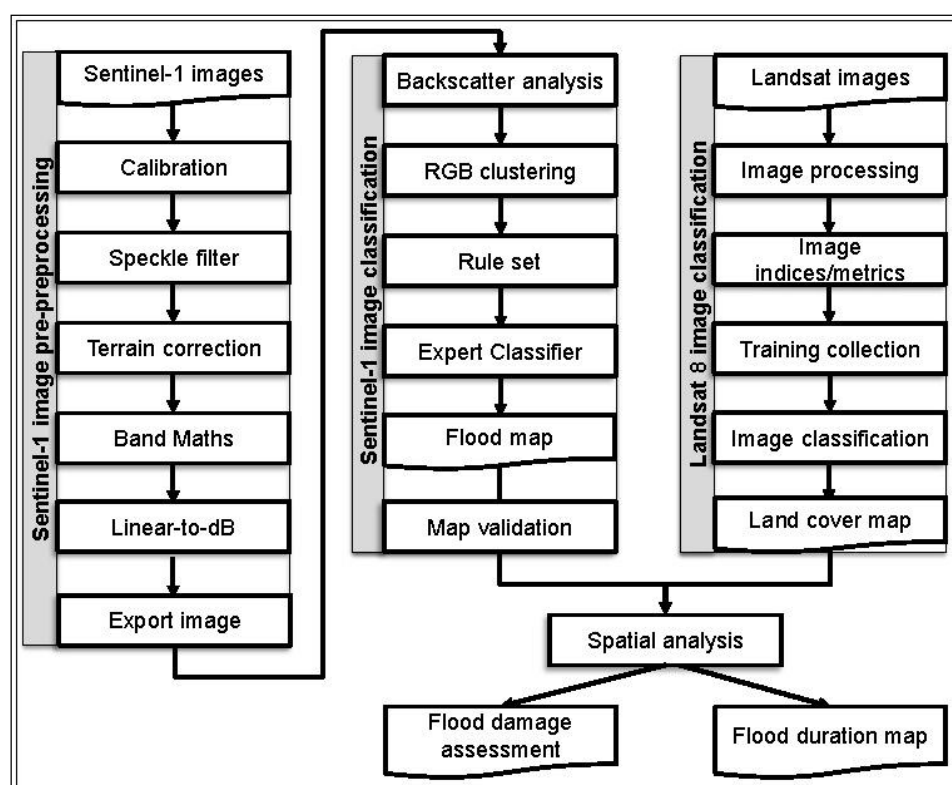 Sentinel-1 image pre-preprocessing
Sentinel-1 images
Calibration
Speckle filter
Terrain correction
Band Maths
Linear-to-dB
Export image
Sentinel-1 image classification
Backscatter analysis
RGB clustering
Rule set
Expert Classifier
Flood map
Map validation
Landsat 8 image classification
Landsat images
Image processing
Image
indices/metrics
Training collection
Image classification
Land cover map
Spatial analysis
Flood damage
assessment
Flood duration map